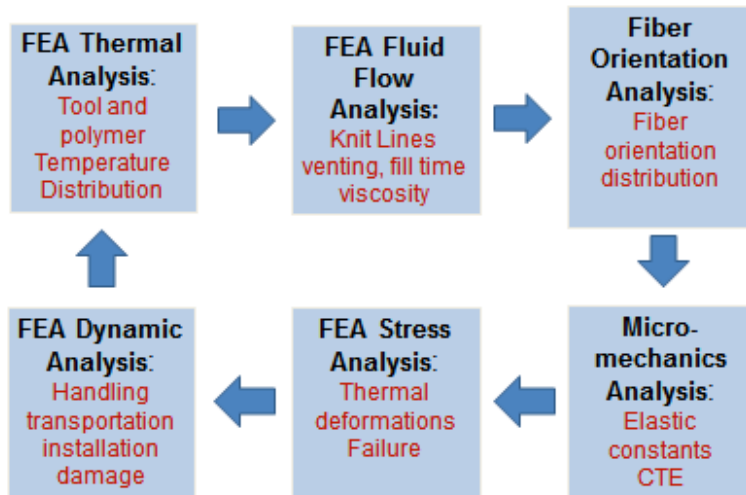 FEA Thermal
Analysis:
Tool and
polymer
Temperature
Distribution
FEA Fluid
Flow
Analysis:
Knit Lines
venting, fill time
viscosity
Fiber
Orientation
Analysis:
Fiber
orientation
distribution
Micro-
mechanics
Analysis:
Elastic
constants
CTE
FEA Stress
Analysis:
Thermal
deformations
Failure
FEA Dynamic
Analysis:
Handling
transportation
installation
damage